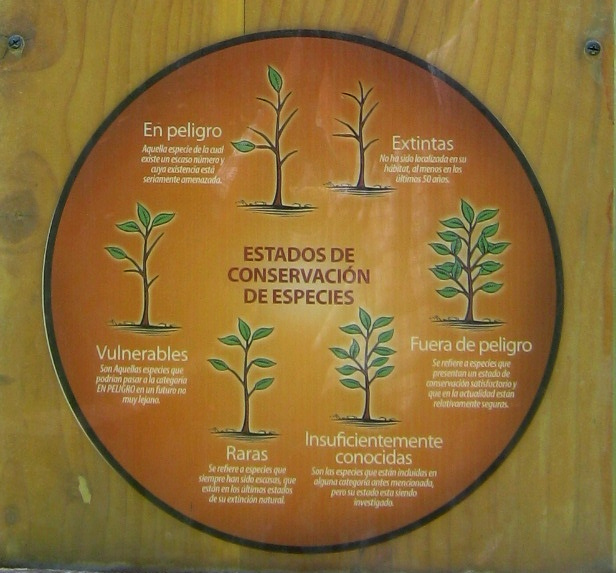 En peligro
Aquella especie de la cual
existe un escaso número y
cuya existencia está
seriamente amenazada.
Extintas
No ha sido localizada en su
hábitat, al menos en los
últimos 50 años.
ESTADOS DE
CONSERVACIÓN
DE ESPECIES
Vulnerables
Son Aquellas especies que
podrían pasar a la categoría
EN PELIGRO en un futuro no
muy lejano.
Fuera de peligro
Se refiere a especies que
presentan un estado de
conservación satisfactorio y
que en la actualidad están
relativamente seguras.
Raras
Se refiere a especies que
siempre han sido escasas, que
están en los últimos estados
de su extinción natural.
Insuficientemente
conocidas
Son las especies que están incluidas en
alguna categoría antes mencionada,
pero su estado esta siendo
investigado.